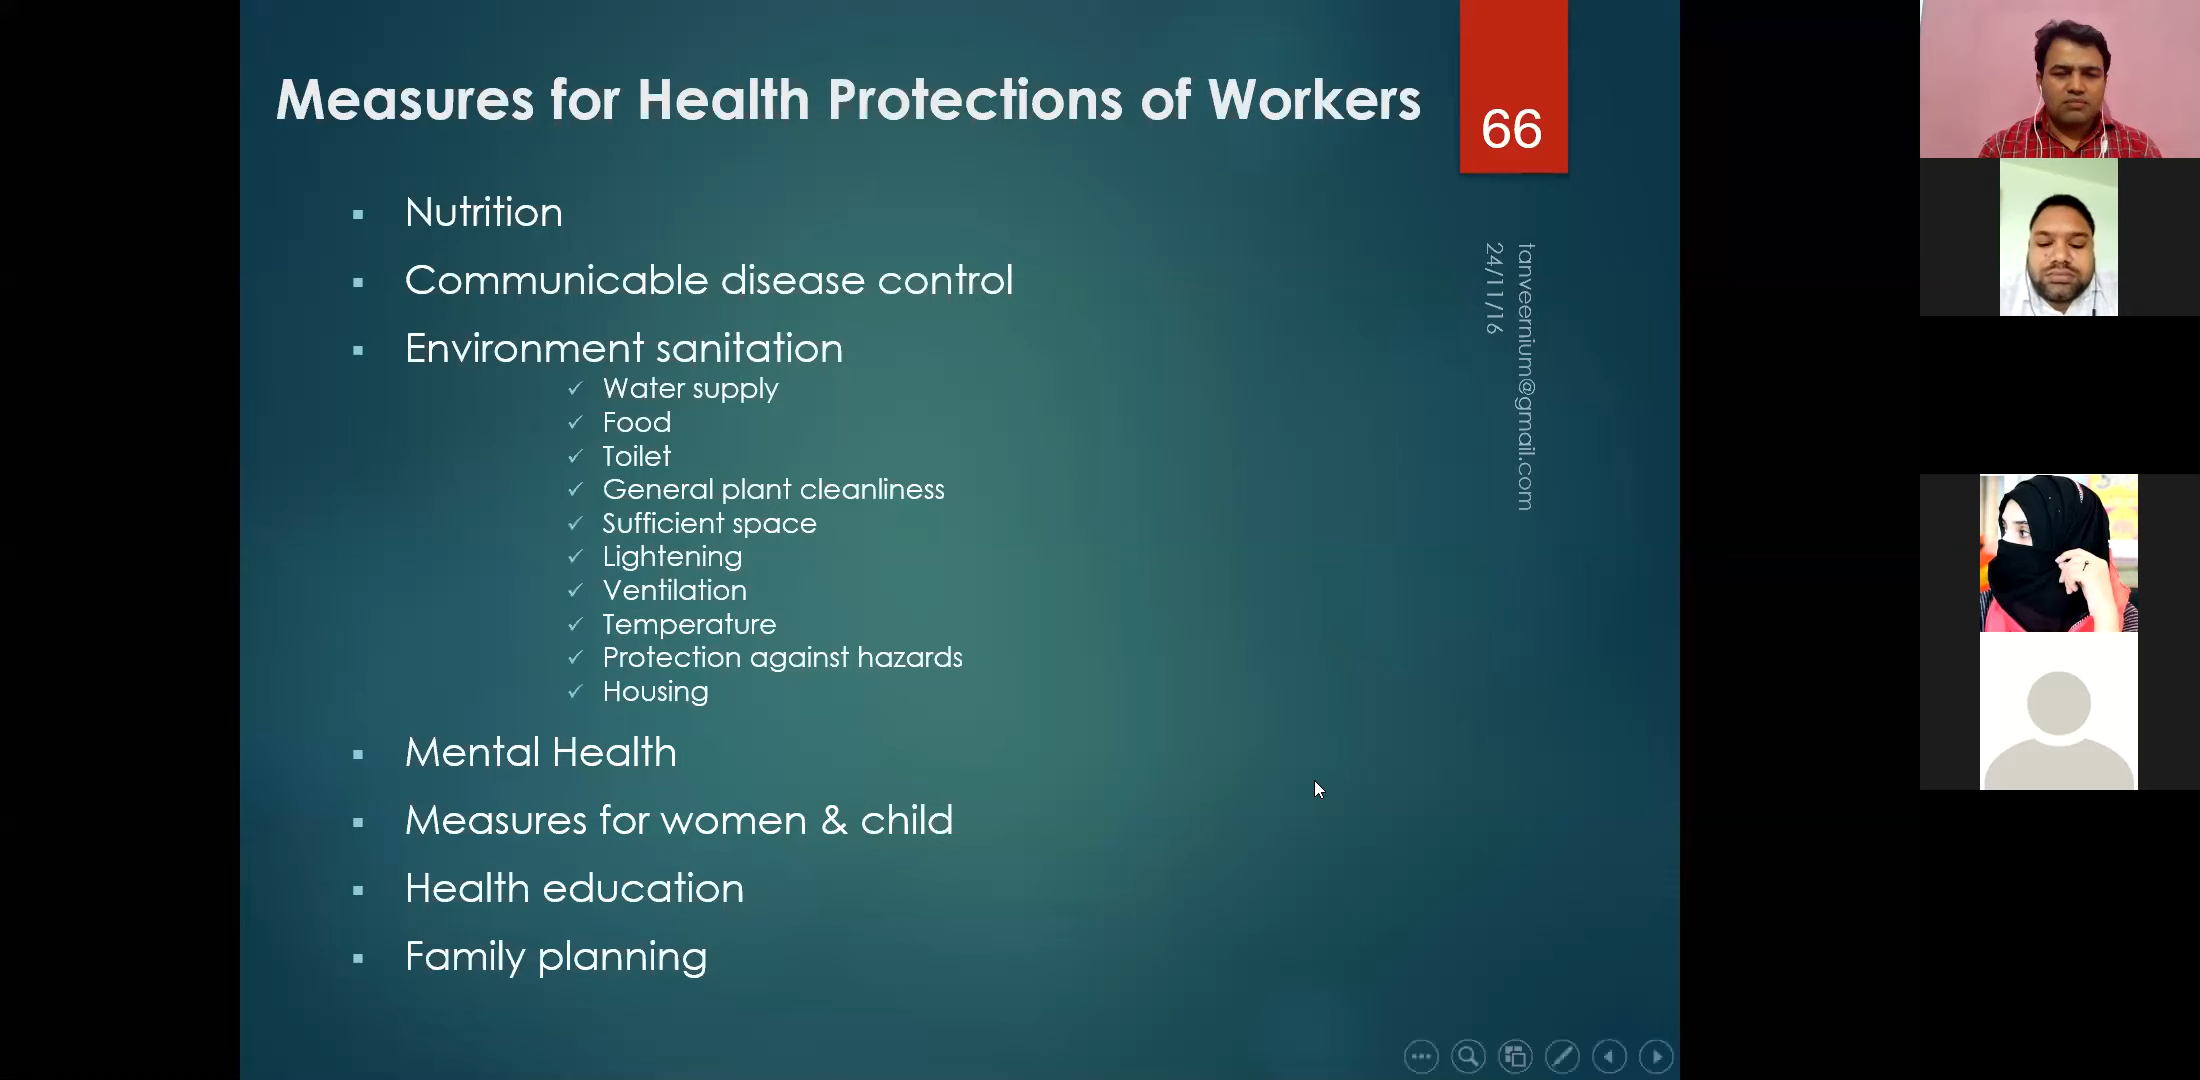 Measures for Health Protections of Workers
66
Nutrition
Communicable disease control
Environment sanitation
Water supply
Food
Toilet
General plant cleanliness
Sufficient space
Lightening
Ventilation
Temperature
Protection against hazards
Housing
Mental Health
Measures for women & child
Health education
Family planning
tanveernium@gmail.com
24/11/16